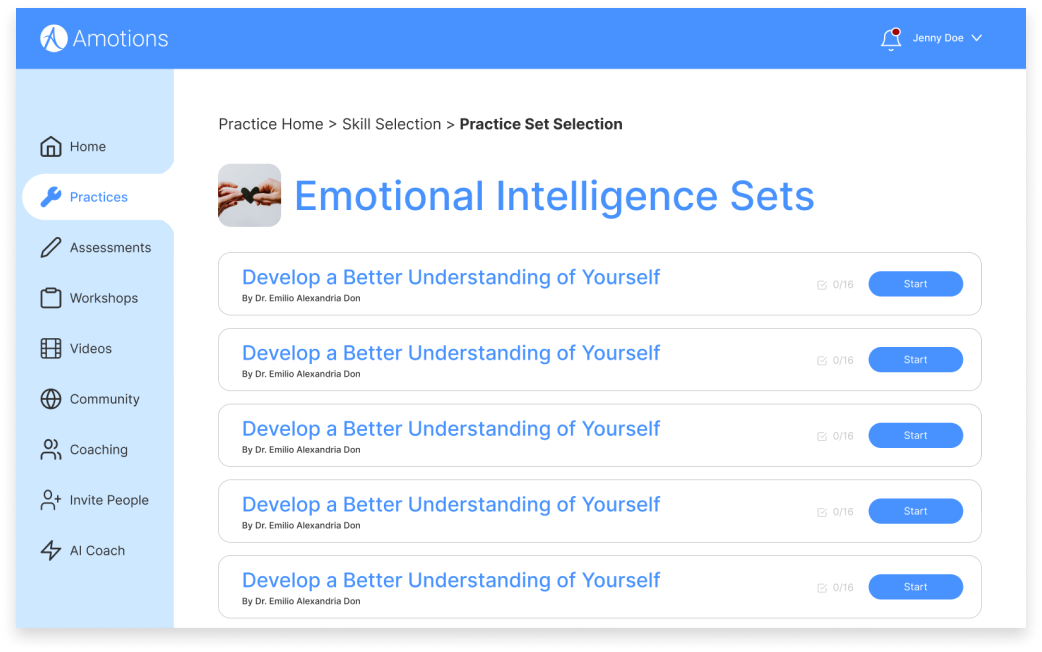 Amotions
Jenny Doe
Home
Practices
Assessments
Workshops
Videos
Community
Coaching
Invite People
AI Coach
Practice Home > Skill Selection > Practice Set Selection
Emotional Intelligence Sets
Develop a Better Understanding of Yourself
By Dr. Emilio Alexandria Don
0/16
Start
Develop a Better Understanding of Yourself
By Dr. Emilio Alexandria Don
0/16
Start
Develop a Better Understanding of Yourself
By Dr. Emilio Alexandria Don
0/16
Start
Develop a Better Understanding of Yourself
By Dr. Emilio Alexandria Don
0/16
Start
Develop a Better Understanding of Yourself
By Dr. Emilio Alexandria Don
0/16
Start